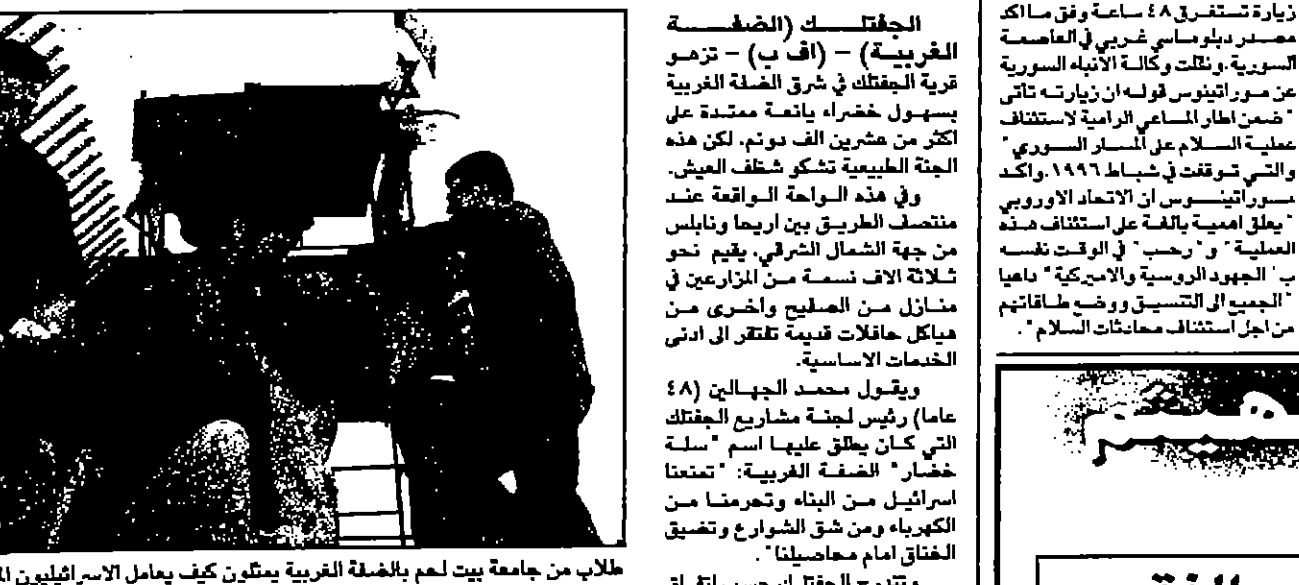 زيارة تستغرق ٤٨ ساعة وفق ما اكد
مصدر دبلوماسي غربي في العاصمة
السورية. ونقلت وكالة الانباء السورية
عن موراتينوس قوله ان زيارته تأتي
"ضمن اطار المساعي الرامية لاستئناف
عملية السلام على المسار السوري"
والتي توقفت في شباط ١٩٩٦. واكد
موراتينوس ان الاتحاد الاوروبي
"يعلق اهمية بالغة على استئناف هذه
العملية" و"رحب" في الوقت نفسه
ب"الجهود الروسية والاميركية" داعيا
"الجميع الى التنسيق ووضع طاقاتهم
من اجل استئناف محادثات السلام".
الجفتلك (الضفة
الغربية) – (اف ب) – تزهو
قرية الجفتلك في شرق الضفة الغربية
بسهول خضراء يانعة ممتدة على
اكثر من عشرين الف دونم. لكن هذه
الجنة الطبيعية تشكو شظف العيش.
وفي هذه الواحة الواقعة عند
منتصف الطريق بين اريحا ونابلس
من جهة الشمال الشرقي، يقيم نحو
ثلاثة الاف نسمة من المزارعين في
منازل من الصفيح واخرى من
هياكل حافلات قديمة تفتقر الى ادنى
الخدمات الاساسية.
ويقول محمد الجهالين (٤٨
عاما) رئيس لجنة مشاريع الجفتلك
التي كان يطلق عليها اسم "سلة
خضار" الضفة الغربية: "تمنعنا
اسرائيل من البناء وتحرمنا من
الكهرباء ومن شق الشوارع وتضيق
الخناق امام محاصيلنا".
طلاب من جامعة بيت لحم بالضفة الغربية يمثلون كيف يعامل الاسرائيليون